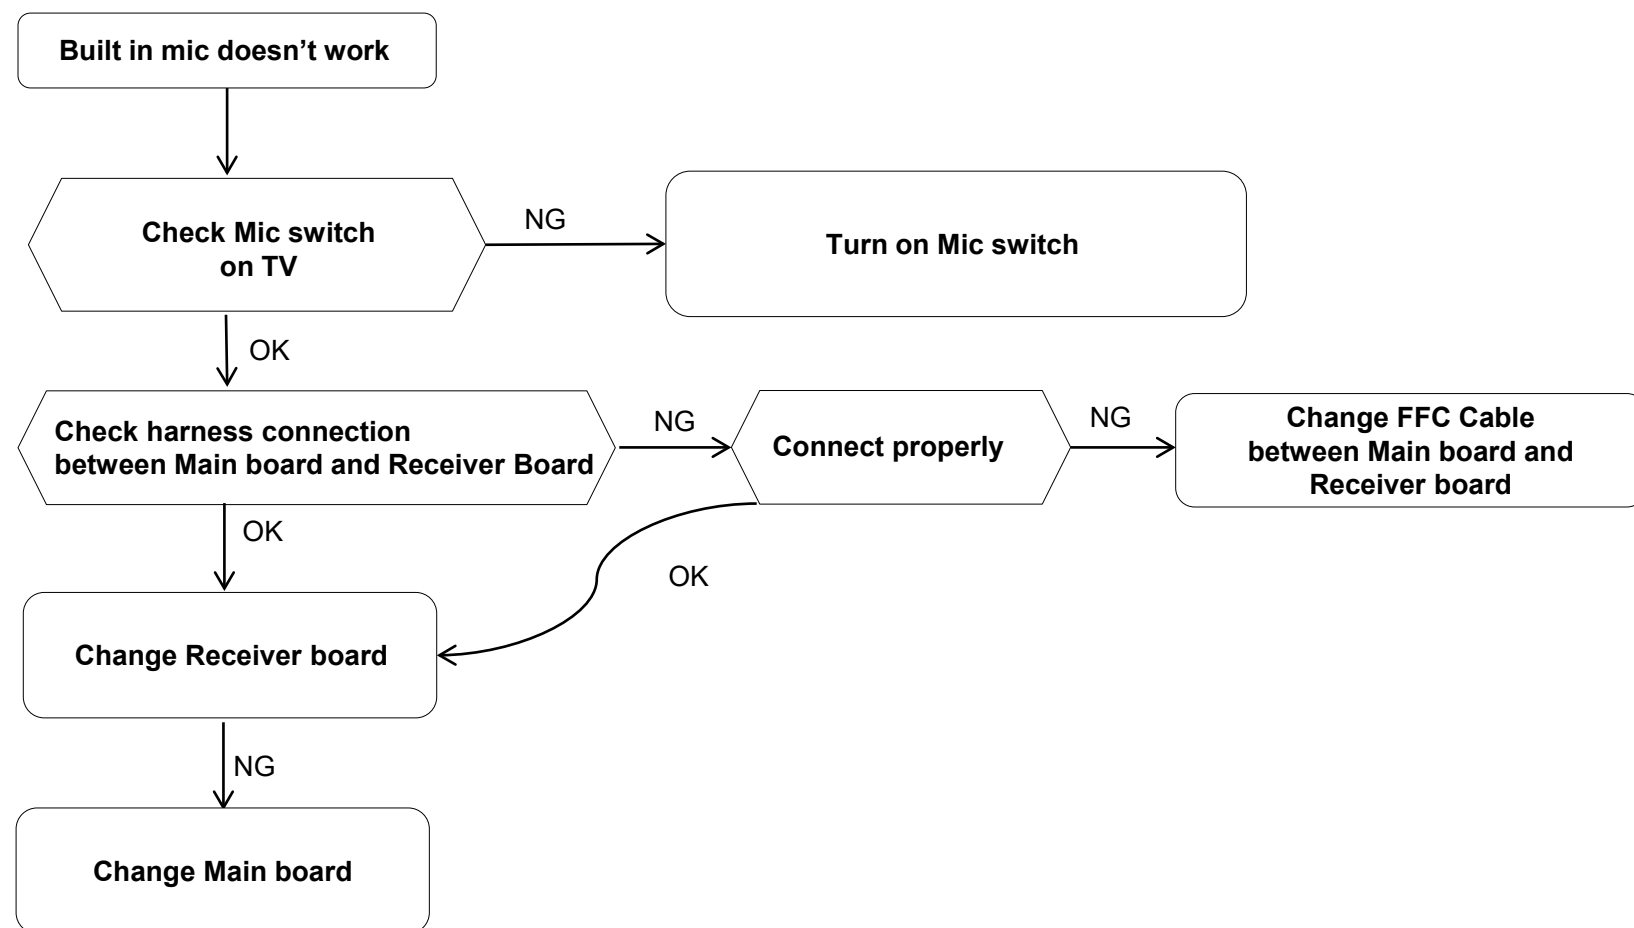 Built in mic doesn’t work
Check Mic switch
on TV
NG
Turn on Mic switch
OK
Check harness connection
between Main board and Receiver Board
NG
Connect properly
NG
Change FFC Cable
between Main board and
Receiver board
OK
OK
Change Receiver board
NG
Change Main board